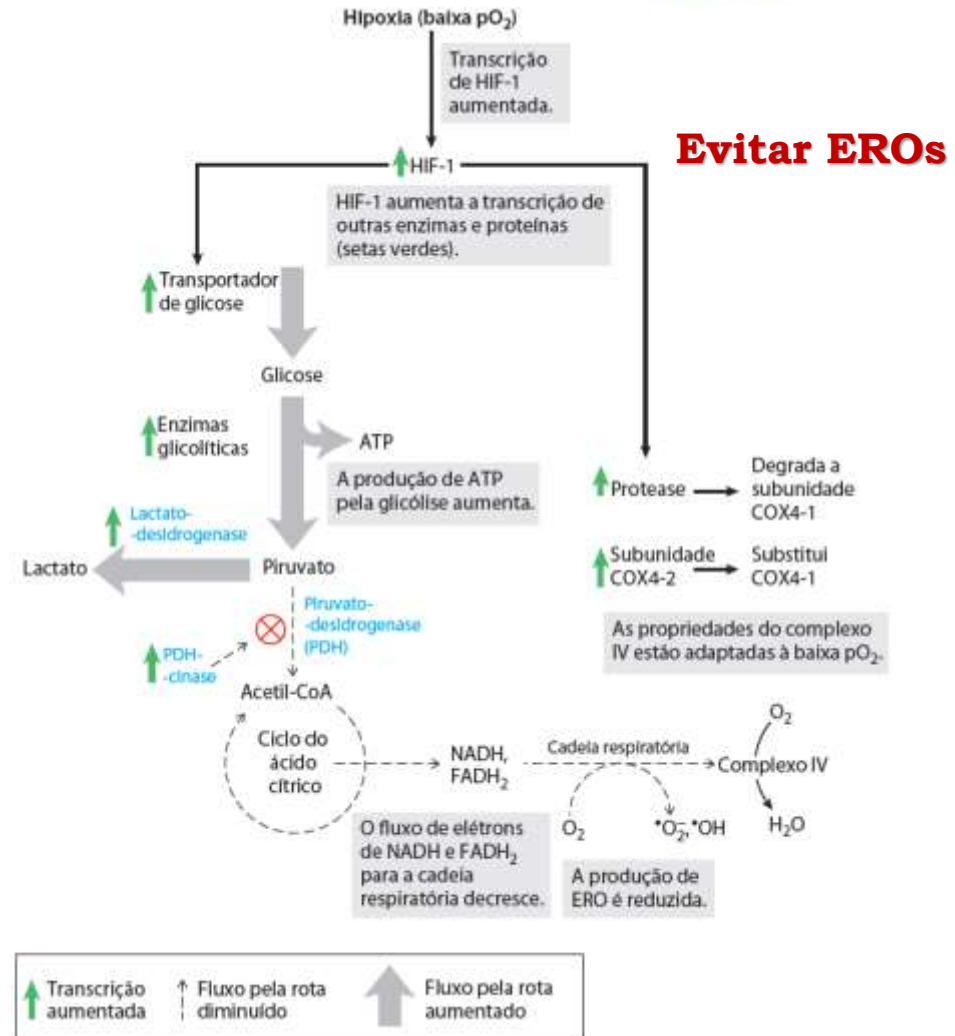 Hipoxia (baixa pO₂)
Transcrição
de HIF-1
aumentada.
Evitar EROs
HIF-1
HIF-1 aumenta a transcrição de
outras enzimas e proteínas
(setas verdes).
Transportador
de glicose
Glicose
Enzimas
glicolíticas
ATP
A produção de ATP
pela glicólise aumenta.
Protease
Degrada a
subunidade
COX4-1
Lactato-
-desidrogenase
Lactato
Piruvato
Subunidade
COX4-2
Substitui
COX4-1
Piruvato-
-desidrogenase
(PDH)
PDH-
-cinase
As propriedades do complexo
IV estão adaptadas à baixa pO₂.
Acetil-CoA
Ciclo do
ácido
cítrico
NADH,
FADH₂
Cadeia respiratória
Complexo IV
O₂
H₂O
O₂
•O₂⁻,•OH
O fluxo de elétrons
de NADH e FADH₂
para a cadeia
respiratória decresce.
A produção de
ERO é reduzida.
Transcrição
aumentada
Fluxo pela rota
diminuído
Fluxo pela rota
aumentado